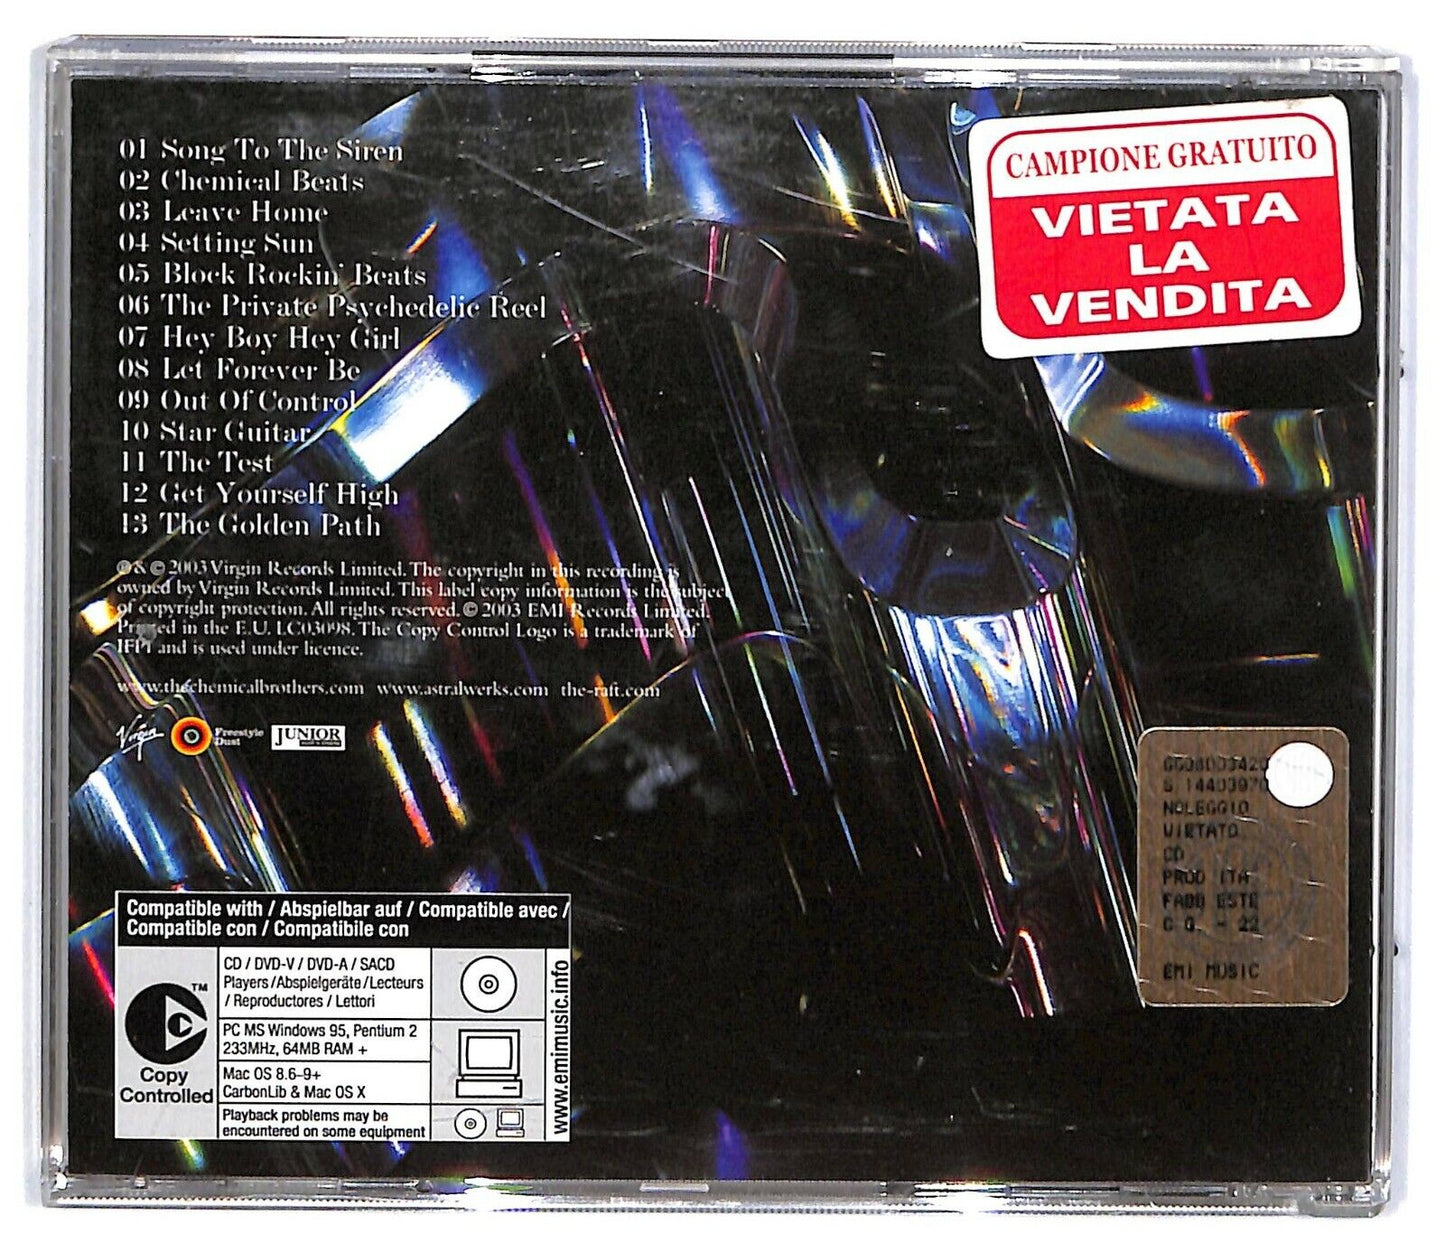 01 Song To The Siren
02 Chemical Beats
03 Leave Home
04 Setting Sun
05 Block Rockin' Beats
06 The Private Psychedelic Reel
07 Hey Boy Hey Girl
08 Let Forever Be
09 Out Of Control
10 Star Guitar
11 The Test
12 Get Yourself High
13 The Golden Path
℗ & © 2003 Virgin Records Limited. The copyright in this recording is
owned by Virgin Records Limited. This label copy information is the subject
of copyright protection. All rights reserved. © 2003 EMI Records Limited.
Printed in the E.U. LC03098. The Copy Control Logo is a trademark of
IFPI and is used under licence.
www.thechemicalbrothers.com www.astralwerks.com the-raft.com
Virgin
Freestyle
Dust
JUNIOR
CAMPIONE GRATUITO
VIETATA
LA
VENDITA
NOLEGGIO
VIETATO
CD
PROD ITA
EMI MUSIC
Compatible with / Abspielbar auf / Compatible avec /
Compatible con / Compatibile con
CD / DVD-V / DVD-A / SACD
Players /Abspielgeräte /Lecteurs
/ Reproductores / Lettori
PC MS Windows 95, Pentium 2
233MHz, 64MB RAM +
Mac OS 8.6-9+
CarbonLib & Mac OS X
Playback problems may be
encountered on some equipment
TM
Copy
Controlled
www.emimusic.info